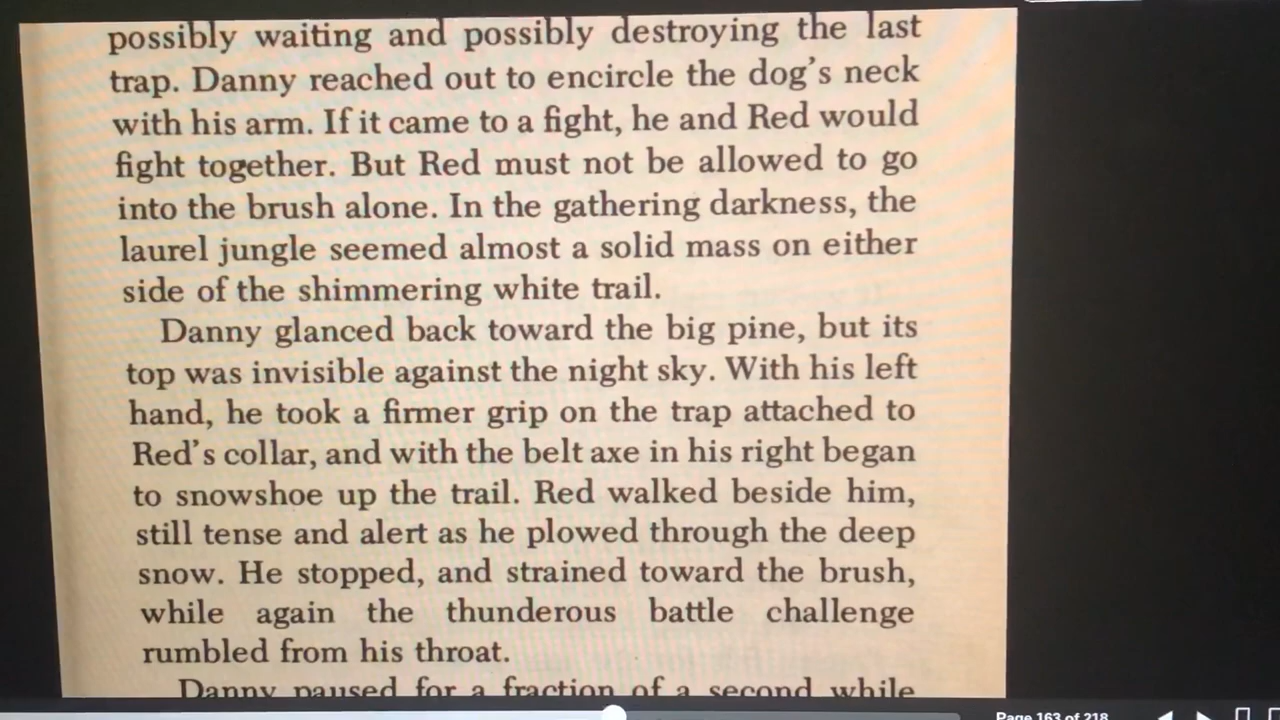 possibly waiting and possibly destroying the last
trap. Danny reached out to encircle the dog's neck
with his arm. If it came to a fight, he and Red would
fight together. But Red must not be allowed to go
into the brush alone. In the gathering darkness, the
laurel jungle seemed almost a solid mass on either
side of the shimmering white trail.
Danny glanced back toward the big pine, but its
top was invisible against the night sky. With his left
hand, he took a firmer grip on the trap attached to
Red's collar, and with the belt axe in his right began
to snowshoe up the trail. Red walked beside him,
still tense and alert as he plowed through the deep
snow. He stopped, and strained toward the brush,
while again the thunderous battle challenge
rumbled from his throat.
Danny paused for a fraction of a second while
Page 163 of 218